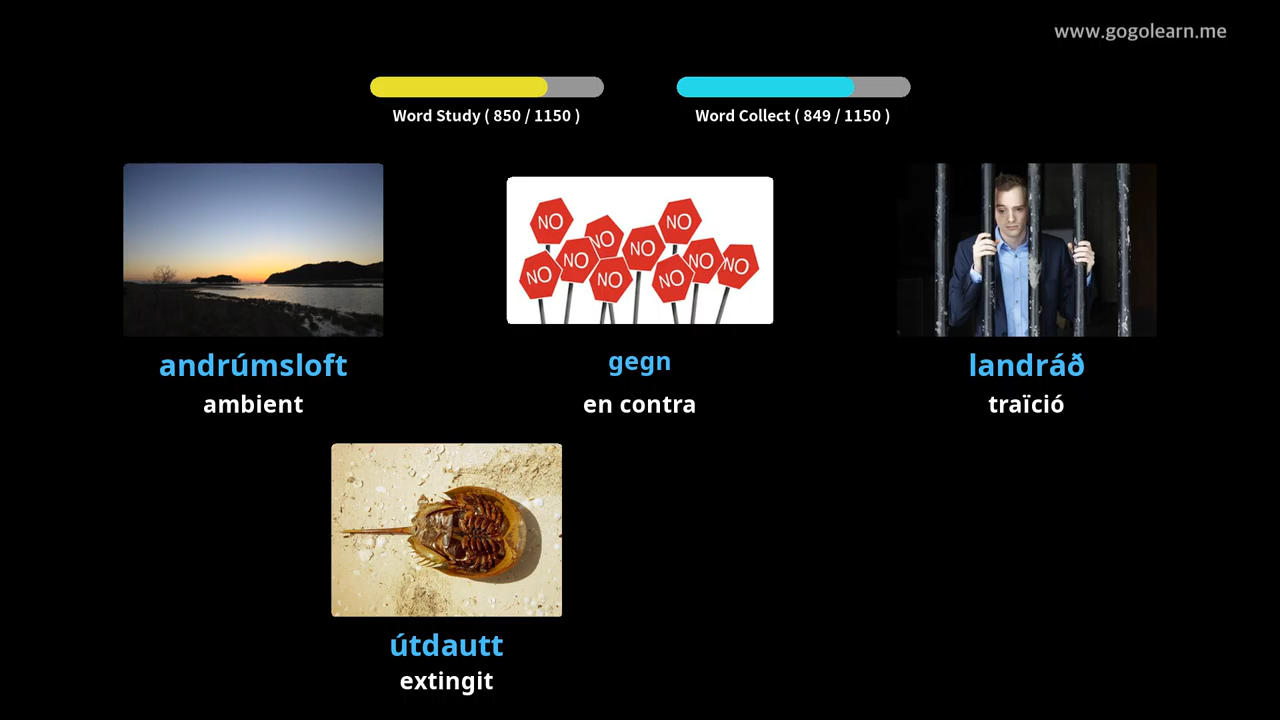 www.gogolearn.me
Word Study ( 850 / 1150 )
Word Collect ( 849 / 1150 )
NO NO NO NO NO NO NO NO NO NO
andrúmsloft
gegn
landráð
ambient
en contra
traïció
útdautt
extingit